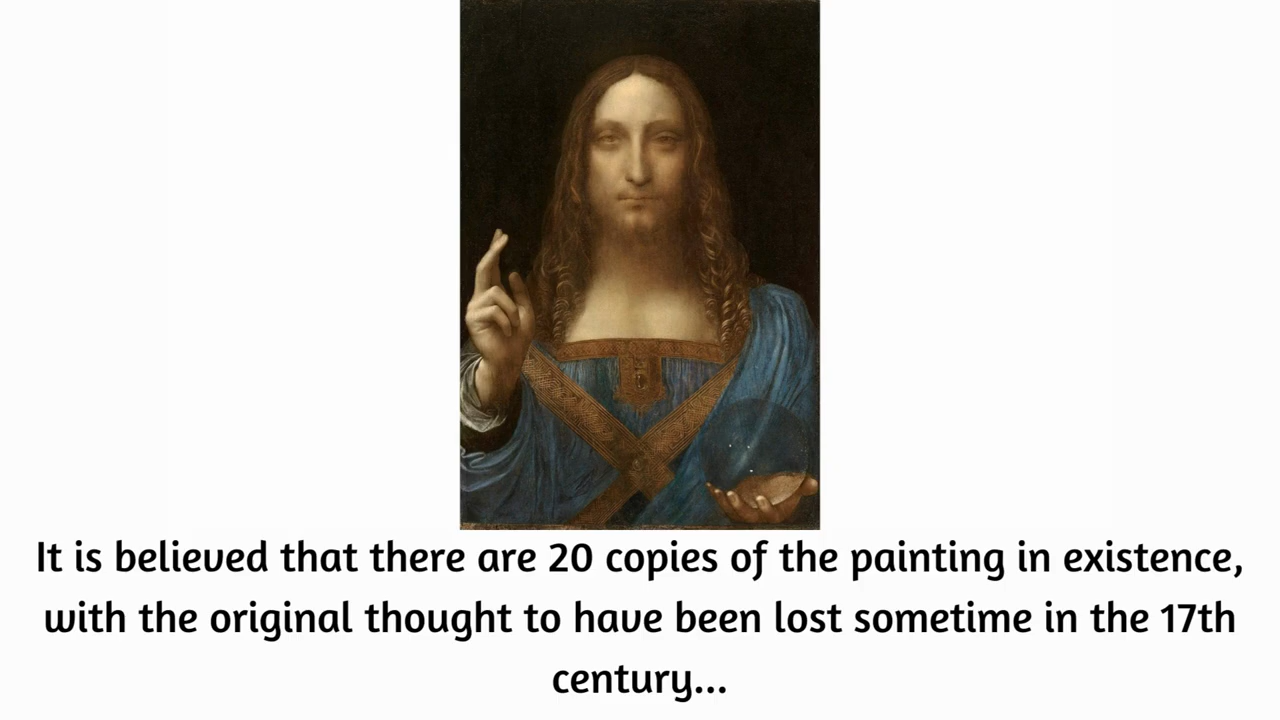 It is believed that there are 20 copies of the painting in existence,
with the original thought to have been lost sometime in the 17th
century...